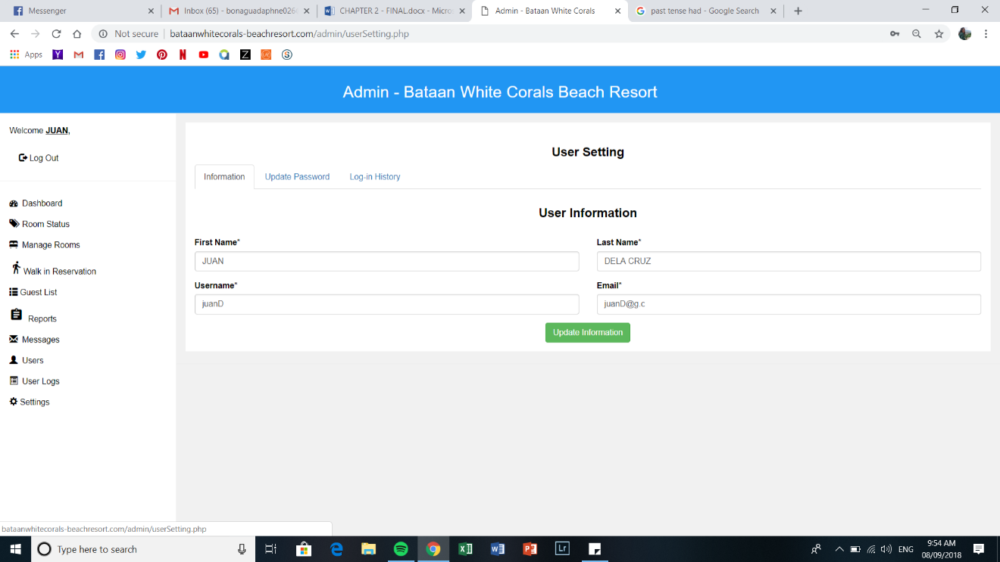 Messenger
Inbox (65) - bonaguadaphne026
CHAPTER 2 - FINAL.docx - Micro
Admin - Bataan White Corals
past tense had - Google Search
Not secure
bataanwhitecorals-beachresort.com/admin/userSetting.php
Apps
Admin - Bataan White Corals Beach Resort
Welcome JUAN,
Log Out
Dashboard
Room Status
Manage Rooms
Walk in Reservation
Guest List
Reports
Messages
Users
User Logs
Settings
User Setting
Information
Update Password
Log-in History
User Information
First Name*
Last Name*
JUAN
DELA CRUZ
Username*
Email*
juanD
juanD@g.c
Update Information
bataanwhitecorals-beachresort.com/admin/userSetting.php
Type here to search
Lr
ENG
9:54 AM
08/09/2018